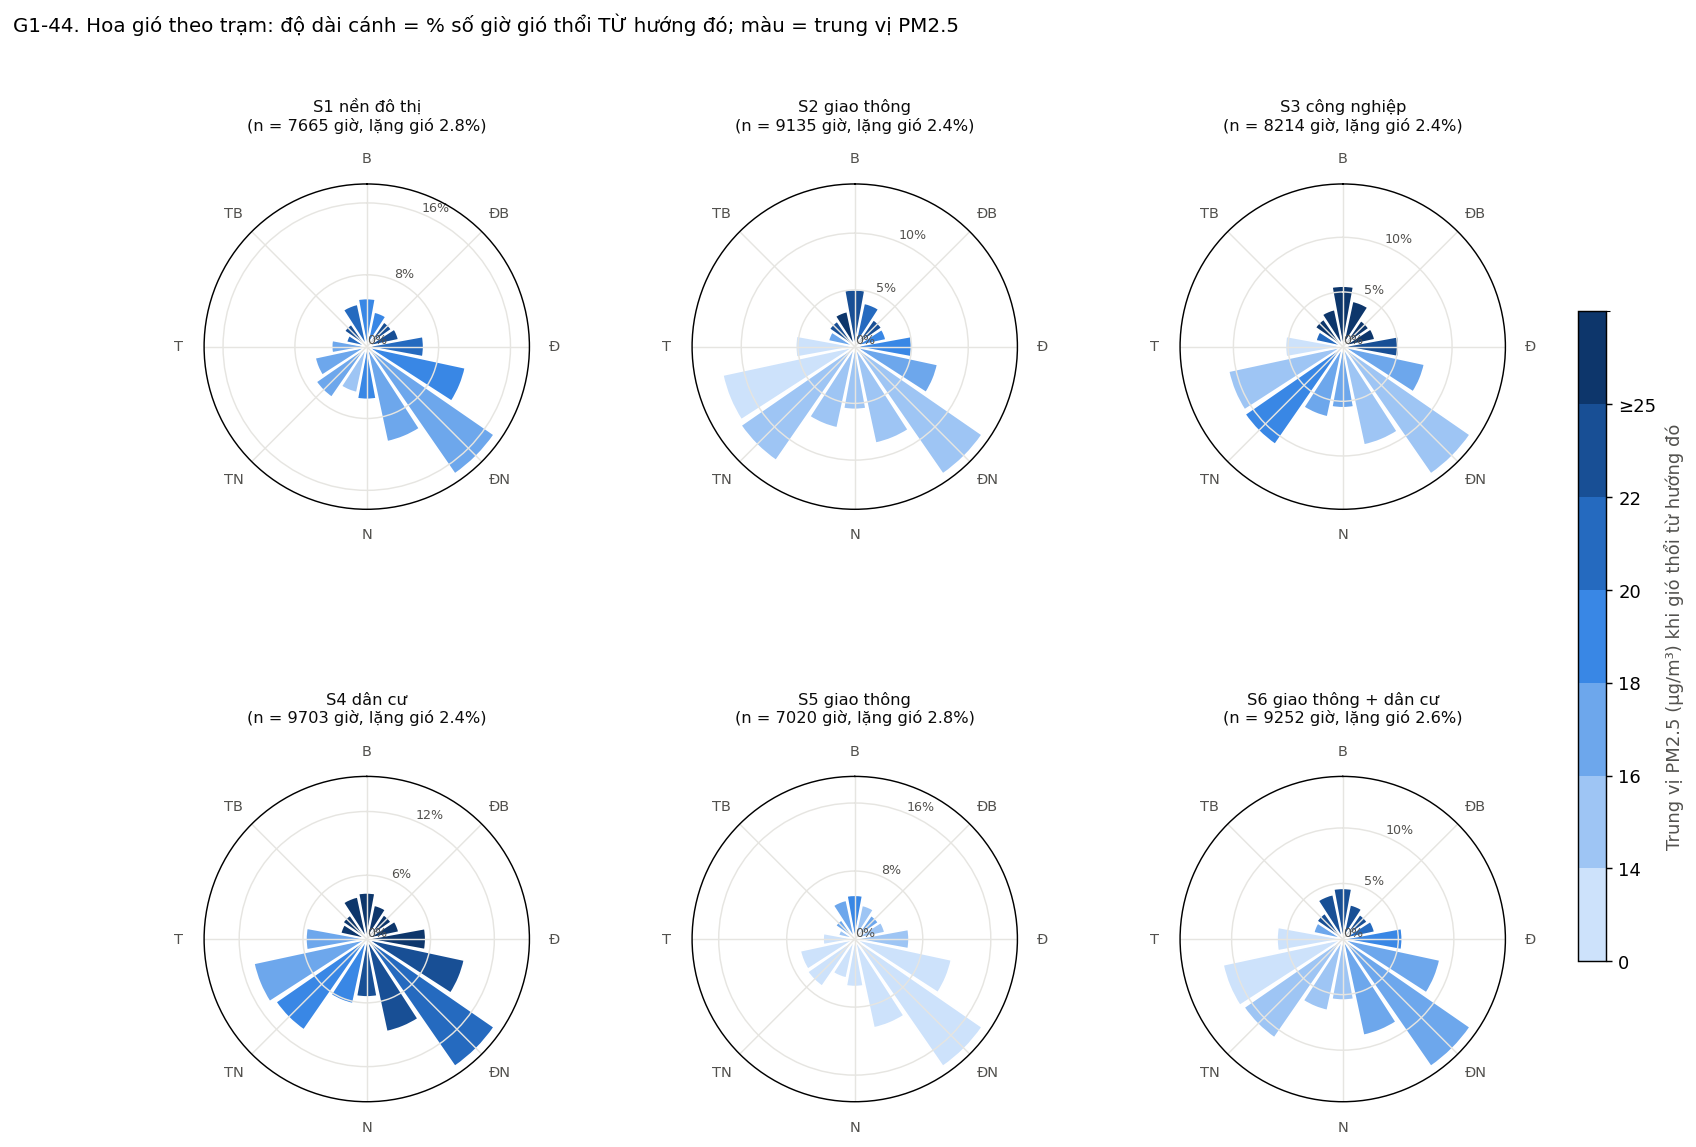 G1-44. Hoa gió theo trạm: độ dài cánh = % số giờ gió thổi TỪ hướng đó; màu = trung vị PM2.5
S1 nền đô thị
(n = 7665 giờ, lặng gió 2.8%)
B
TB
ĐB
16%
8%
0%
T
Đ
TN
ĐN
N
S2 giao thông
(n = 9135 giờ, lặng gió 2.4%)
B
TB
ĐB
10%
5%
0%
T
Đ
TN
ĐN
N
S3 công nghiệp
(n = 8214 giờ, lặng gió 2.4%)
B
TB
ĐB
10%
5%
0%
T
Đ
TN
ĐN
N
S4 dân cư
(n = 9703 giờ, lặng gió 2.4%)
B
TB
ĐB
12%
6%
0%
T
Đ
TN
ĐN
N
S5 giao thông
(n = 7020 giờ, lặng gió 2.8%)
B
TB
ĐB
16%
8%
0%
T
Đ
TN
ĐN
N
S6 giao thông + dân cư
(n = 9252 giờ, lặng gió 2.6%)
B
TB
ĐB
10%
5%
0%
T
Đ
TN
ĐN
N
≥25
22
20
18
16
14
0
Trung vị PM2.5 (µg/m³) khi gió thổi từ hướng đó